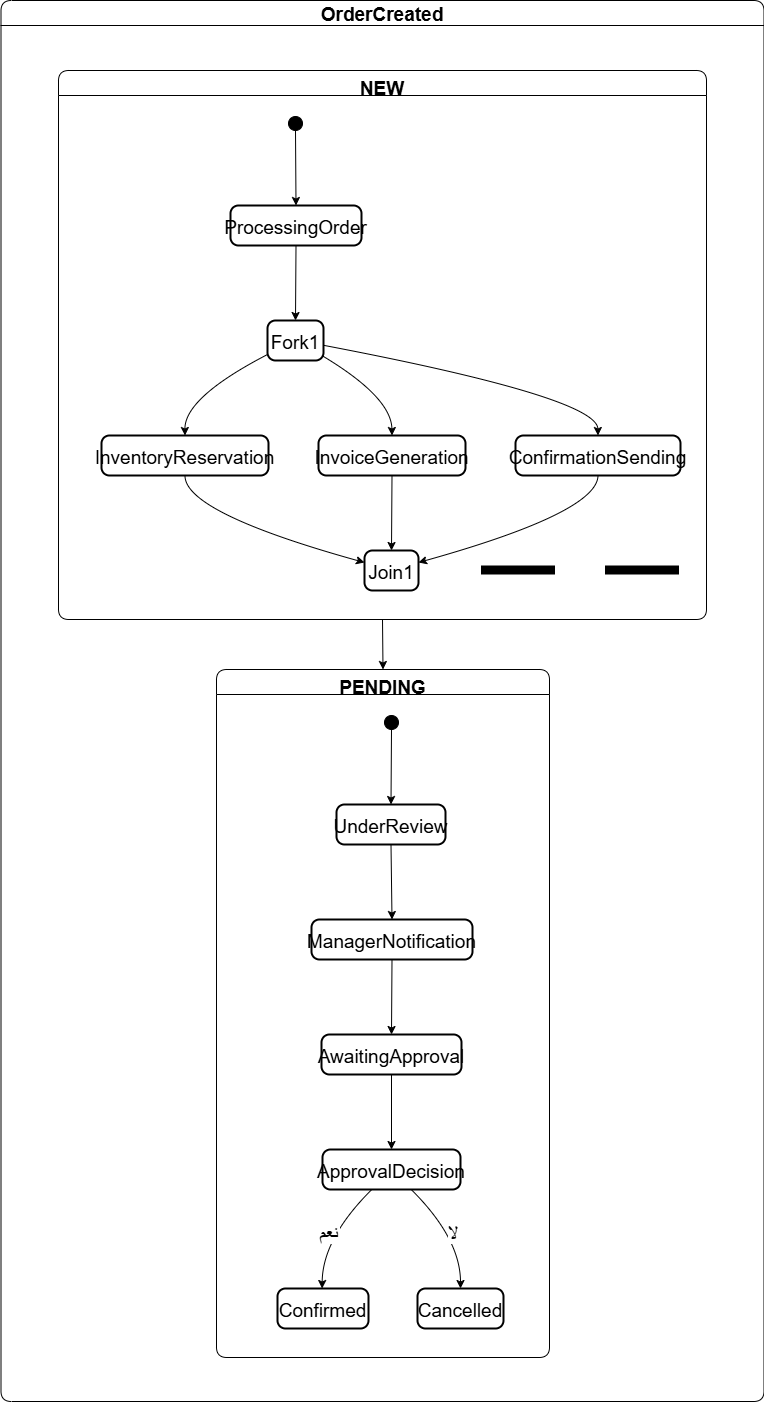 OrderCreated
NEW
ProcessingOrder
Fork1
InventoryReservation
InvoiceGeneration
ConfirmationSending
Join1
PENDING
UnderReview
ManagerNotification
AwaitingApproval
ApprovalDecision
نعم
لا
Confirmed
Cancelled